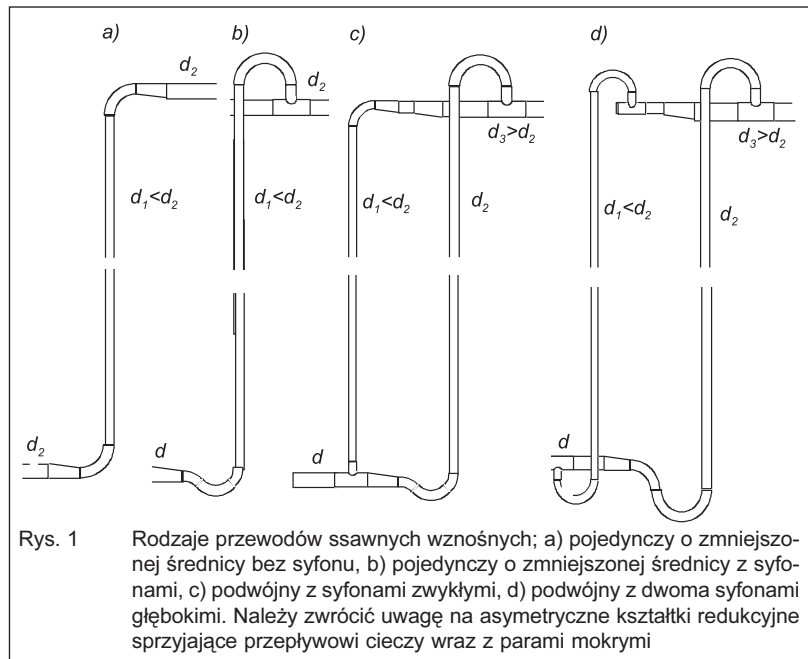 a)
b)
c)
d)
d₂
d₂
d₃>d₂
d₃>d₂
d₁<d₂
d₁<d₂
d₁<d₂
d₂
d₁<d₂
d₂
d₂
d
d
d
Rys. 1 Rodzaje przewodów ssawnych wznośnych; a) pojedynczy o zmniejszo-
nej średnicy bez syfonu, b) pojedynczy o zmniejszonej średnicy z syfo-
nami, c) podwójny z syfonami zwykłymi, d) podwójny z dwoma syfonami
głębokimi. Należy zwrócić uwagę na asymetryczne kształtki redukcyjne
sprzyjające przepływowi cieczy wraz z parami mokrymi